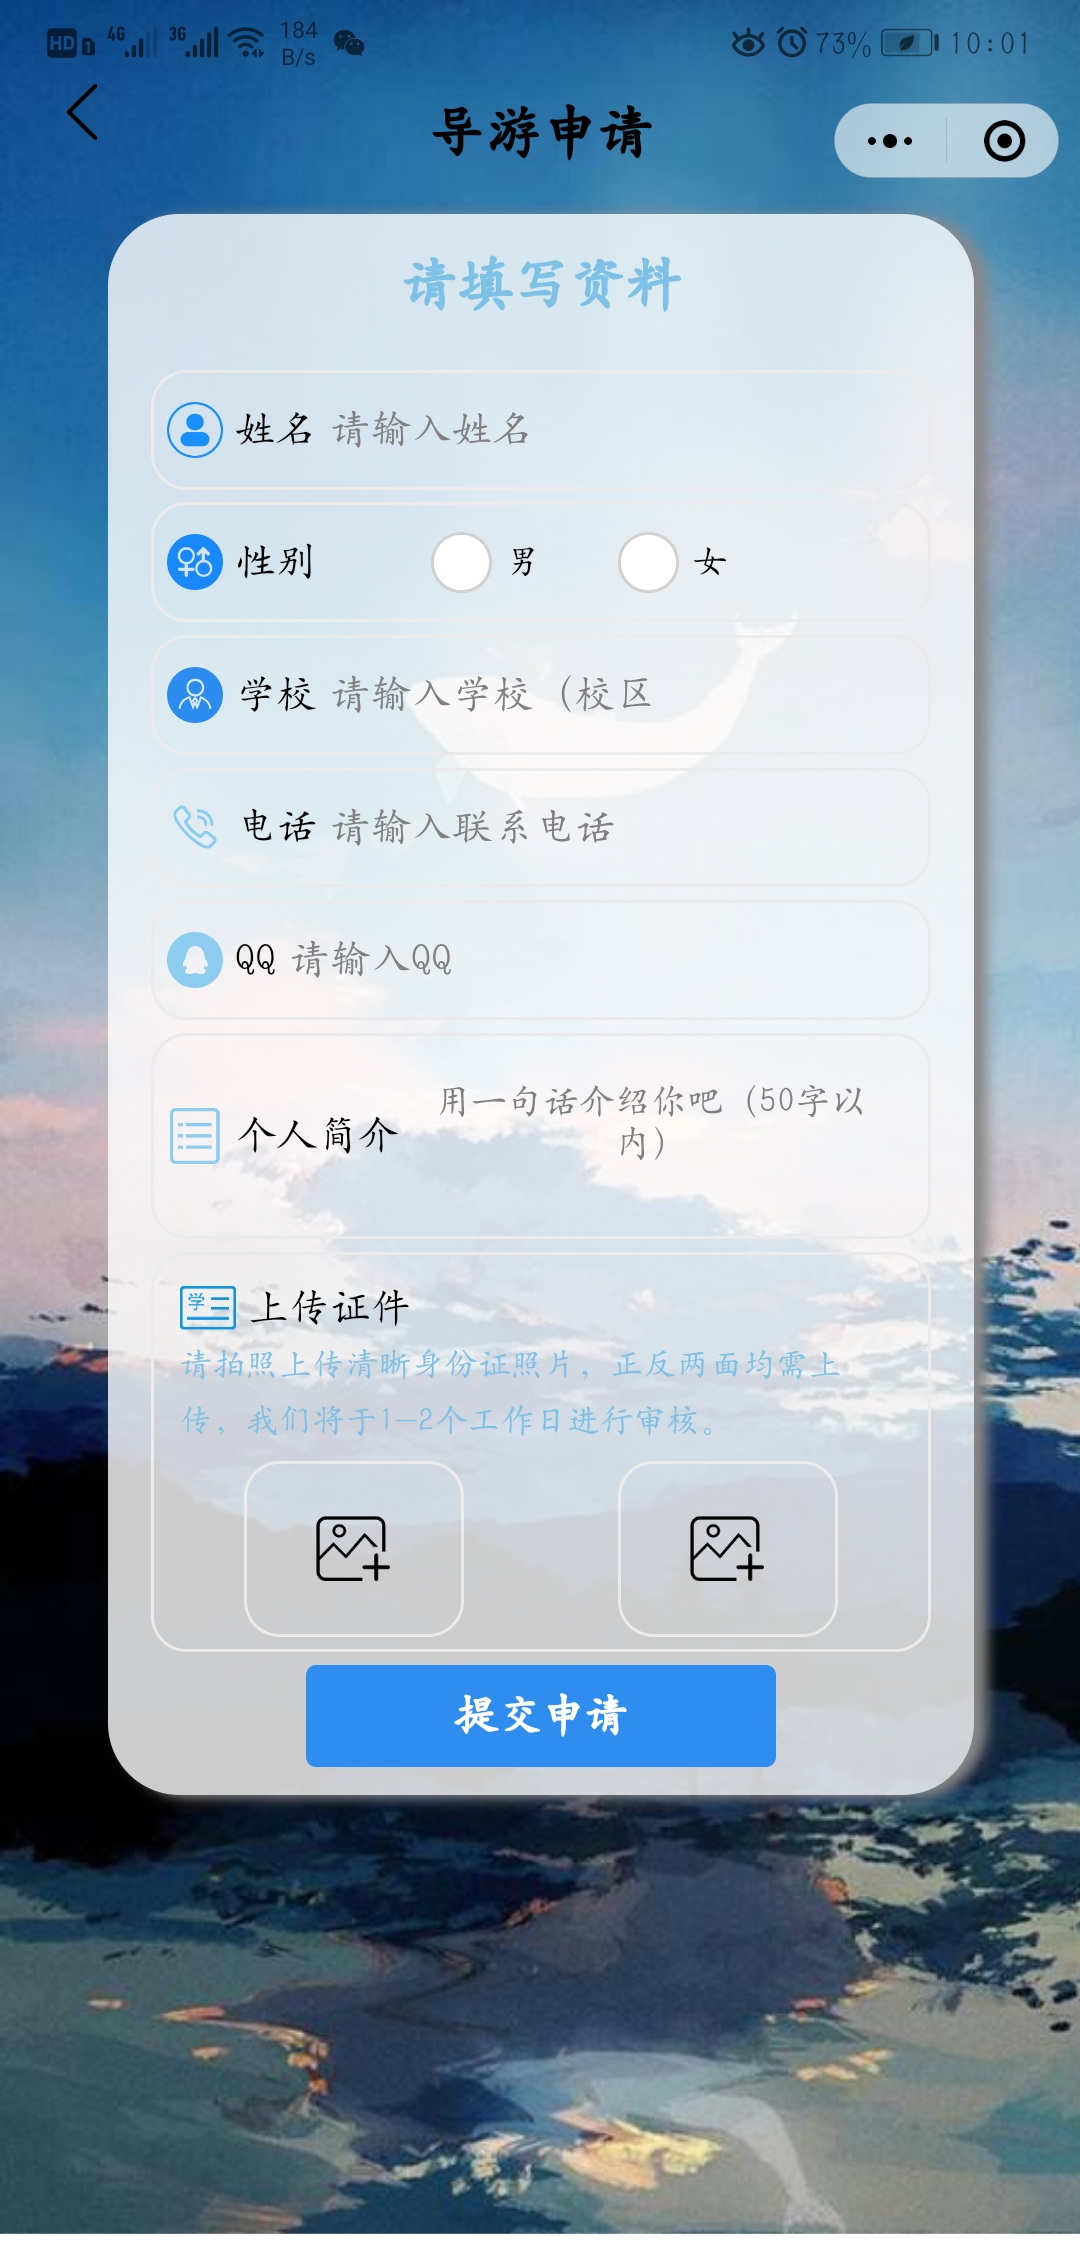 HD 1 4G 3G 184 B/s 73% 10:01
导游申请
请填写资料
姓名 请输入姓名
性别 男 女
学校 请输入学校（校区
电话 请输入联系电话
QQ 请输入QQ
个人简介 用一句话介绍你吧（50字以
内）
学 上传证件
请拍照上传清晰身份证照片，正反两面均需上
传，我们将于1-2个工作日进行审核。
提交申请